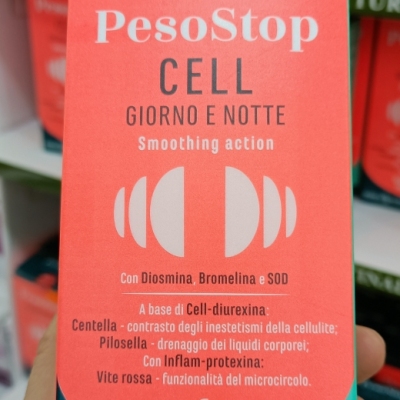 PesoStop
CELL
GIORNO E NOTTE
Smoothing action
Con Diosmina, Bromelina e SOD
A base di Cell-diurexina:
Centella - contrasto degli inestetismi della cellulite;
Pilosella - drenaggio dei liquidi corporei;
Con Inflam-protexina:
Vite rossa - funzionalità del microcircolo.